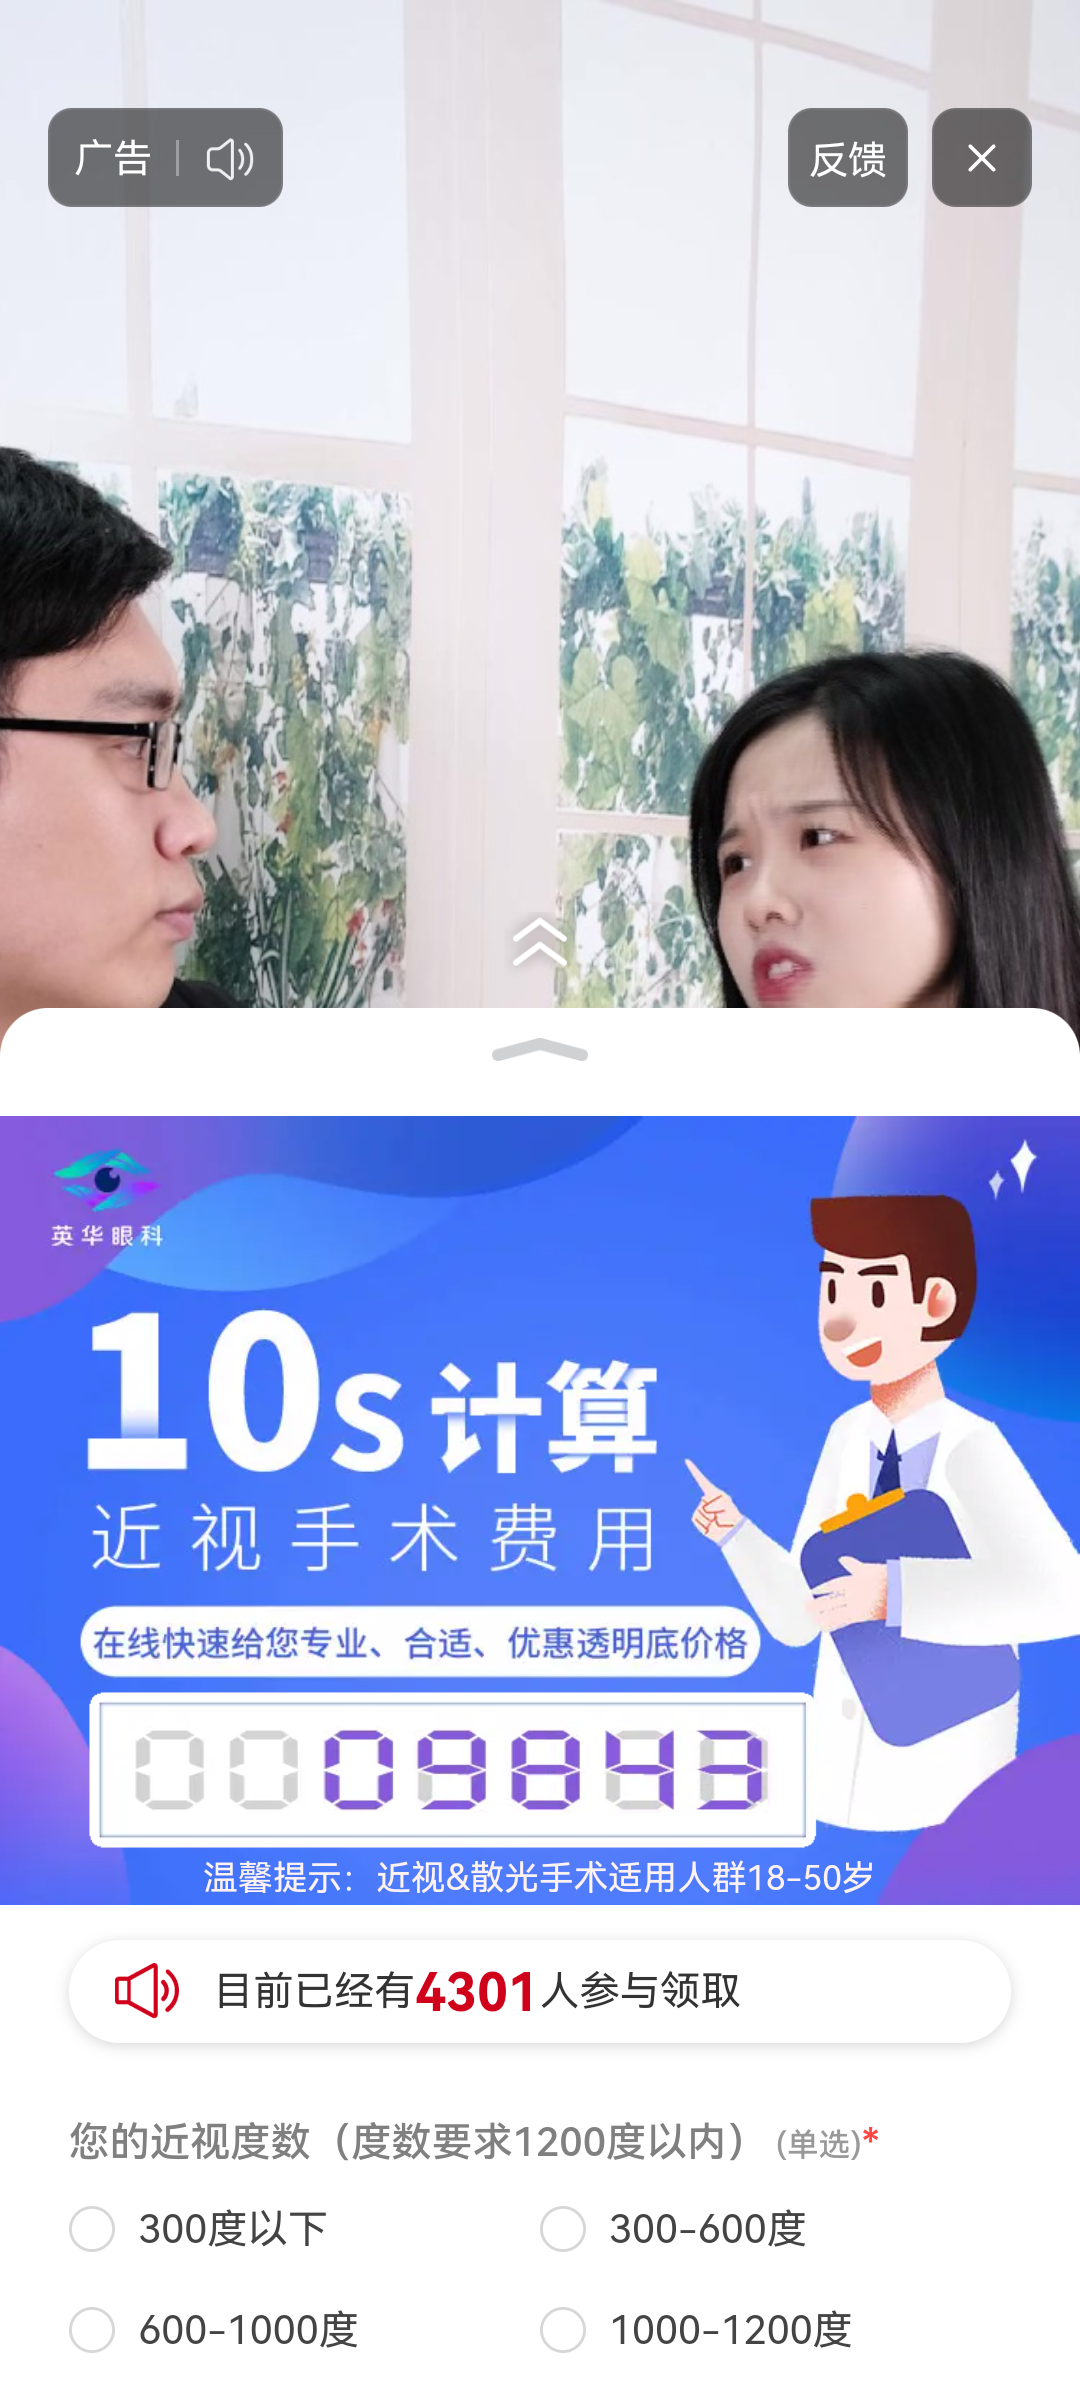 广告
反馈
英华眼科
10s计算
近视手术费用
在线快速给您专业、合适、优惠透明底价格
0009843
温馨提示：近视&散光手术适用人群18-50岁
目前已经有4301人参与领取
您的近视度数（度数要求1200度以内） (单选)*
300度以下
300-600度
600-1000度
1000-1200度